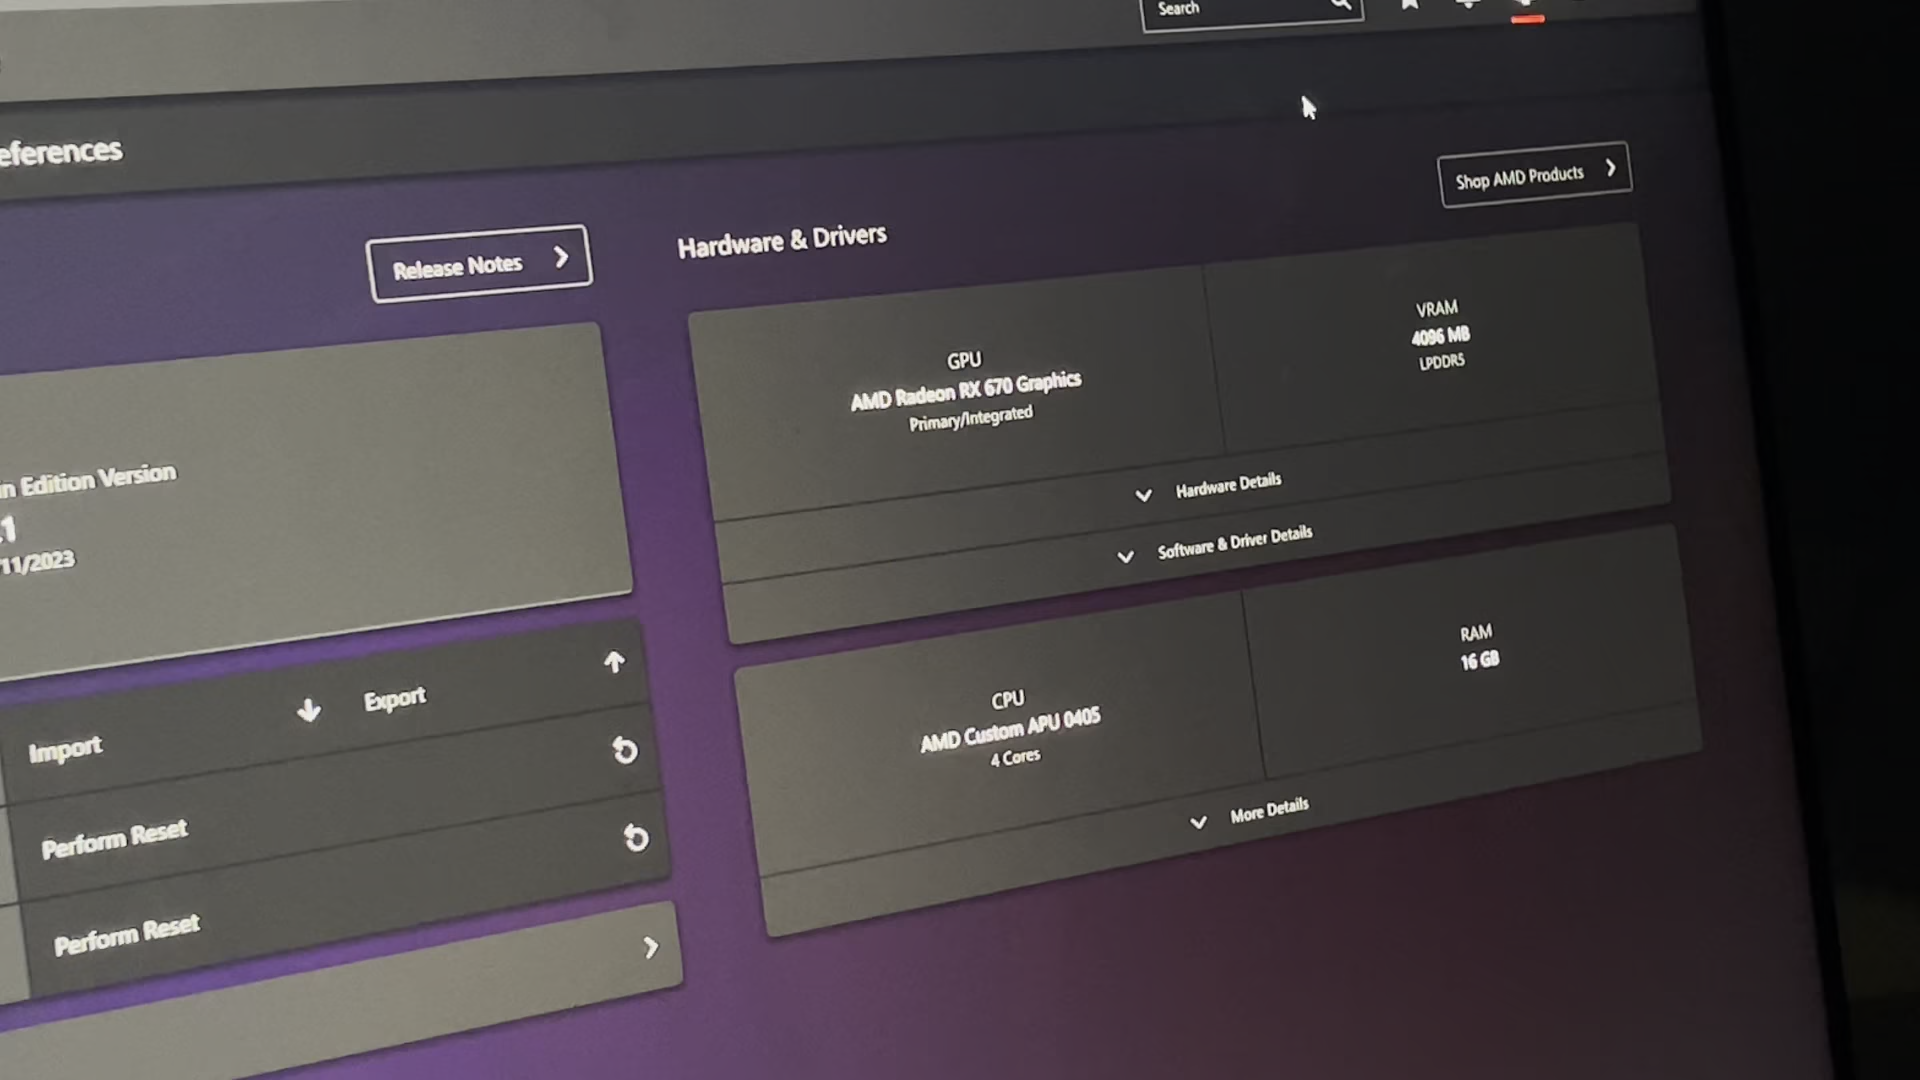 Search
eferences
Shop AMD Products
Release Notes
Hardware & Drivers
GPU
AMD Radeon RX 670 Graphics
Primary/Integrated
VRAM
4096 MB
LPDDR5
Hardware Details
Software & Driver Details
n Edition Version
.1
11/2023
CPU
AMD Custom APU 0405
4 Cores
RAM
16 GB
More Details
Import
Export
Perform Reset
Perform Reset